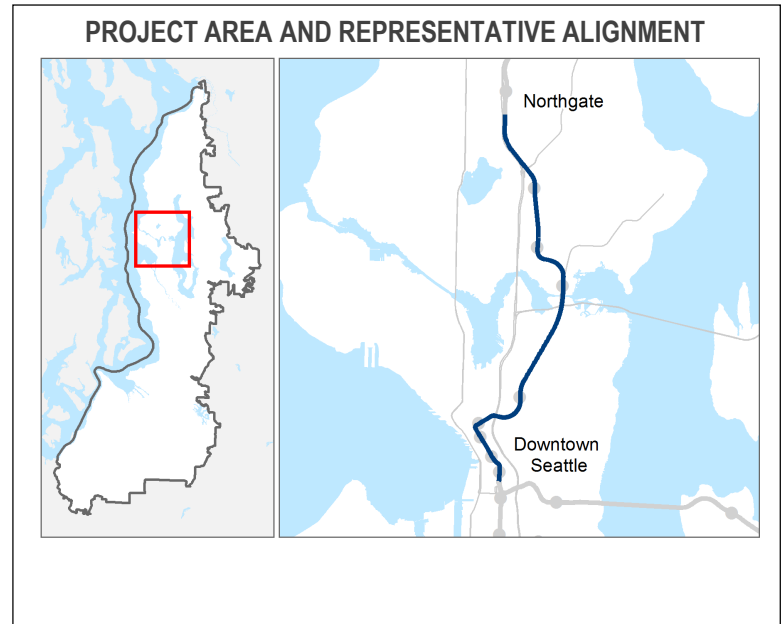 PROJECT AREA AND REPRESENTATIVE ALIGNMENT
Northgate
Downtown
Seattle